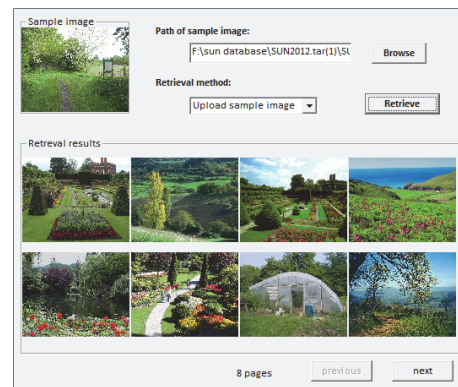 Sample image
Path of sample image:
F:\sun database\SUN2012.tar(1)\SU
Browse
Retrieval method:
Upload sample image
Retrieve
Retreval results
8 pages
previous
next